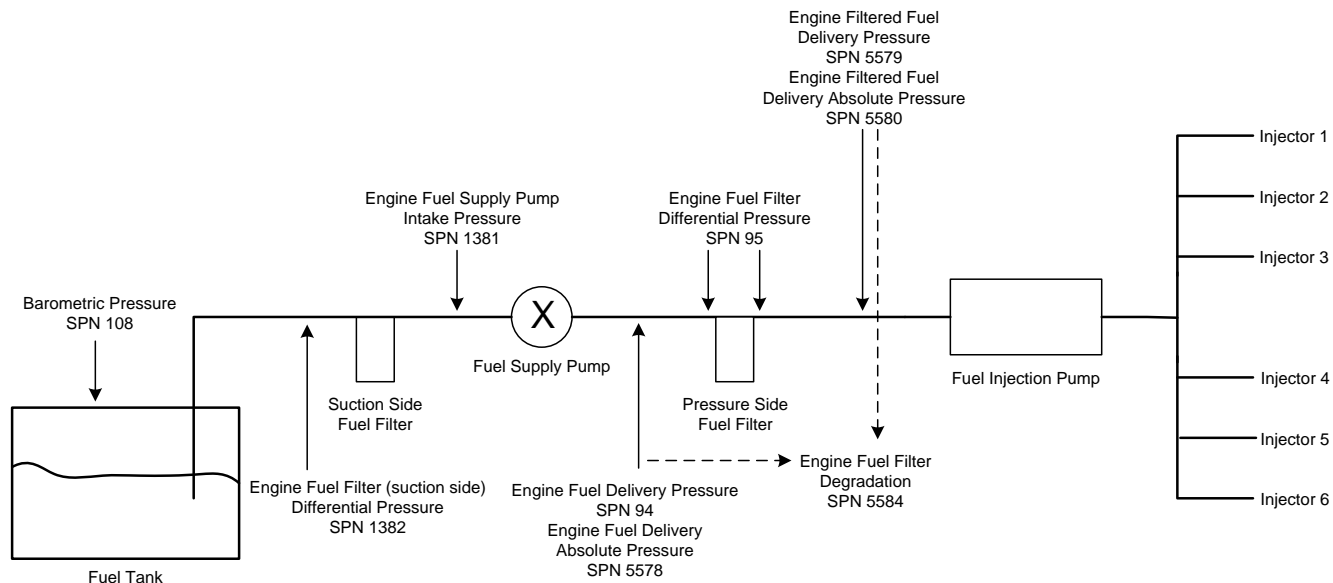 Engine Filtered Fuel
Delivery Pressure
SPN 5579
Engine Filtered Fuel
Delivery Absolute Pressure
SPN 5580
Injector 1
Injector 2
Injector 3
Engine Fuel Supply Pump
Intake Pressure
SPN 1381
Engine Fuel Filter
Differential Pressure
SPN 95
Barometric Pressure
SPN 108
X
Fuel Supply Pump
Fuel Injection Pump
Suction Side
Fuel Filter
Pressure Side
Fuel Filter
Injector 4
Injector 5
Injector 6
Engine Fuel Filter (suction side)
Differential Pressure
SPN 1382
Engine Fuel Delivery Pressure
SPN 94
Engine Fuel Delivery
Absolute Pressure
SPN 5578
Engine Fuel Filter
Degradation
SPN 5584
Fuel Tank